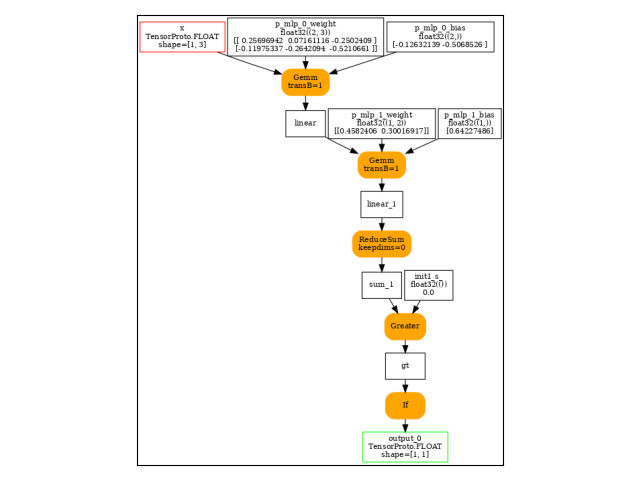 x
TensorProto.FLOAT
shape=[1, 3]
p_mlp_0_weight
float32((2, 3))
[[ 0.25696942  0.07161116 -0.2502409 ]
[-0.11975337 -0.2642094  -0.5210661 ]]
p_mlp_0_bias
float32((2,))
[-0.12632139 -0.5068526 ]
Gemm
transB=1
linear
p_mlp_1_weight
float32((1, 2))
[[0.4582406  0.30016917]]
p_mlp_1_bias
float32((1,))
[0.64227486]
Gemm
transB=1
linear_1
ReduceSum
keepdims=0
sum_1
init1_s_
float32(())
0.0
Greater
gt
If
output_0
TensorProto.FLOAT
shape=[1, 1]